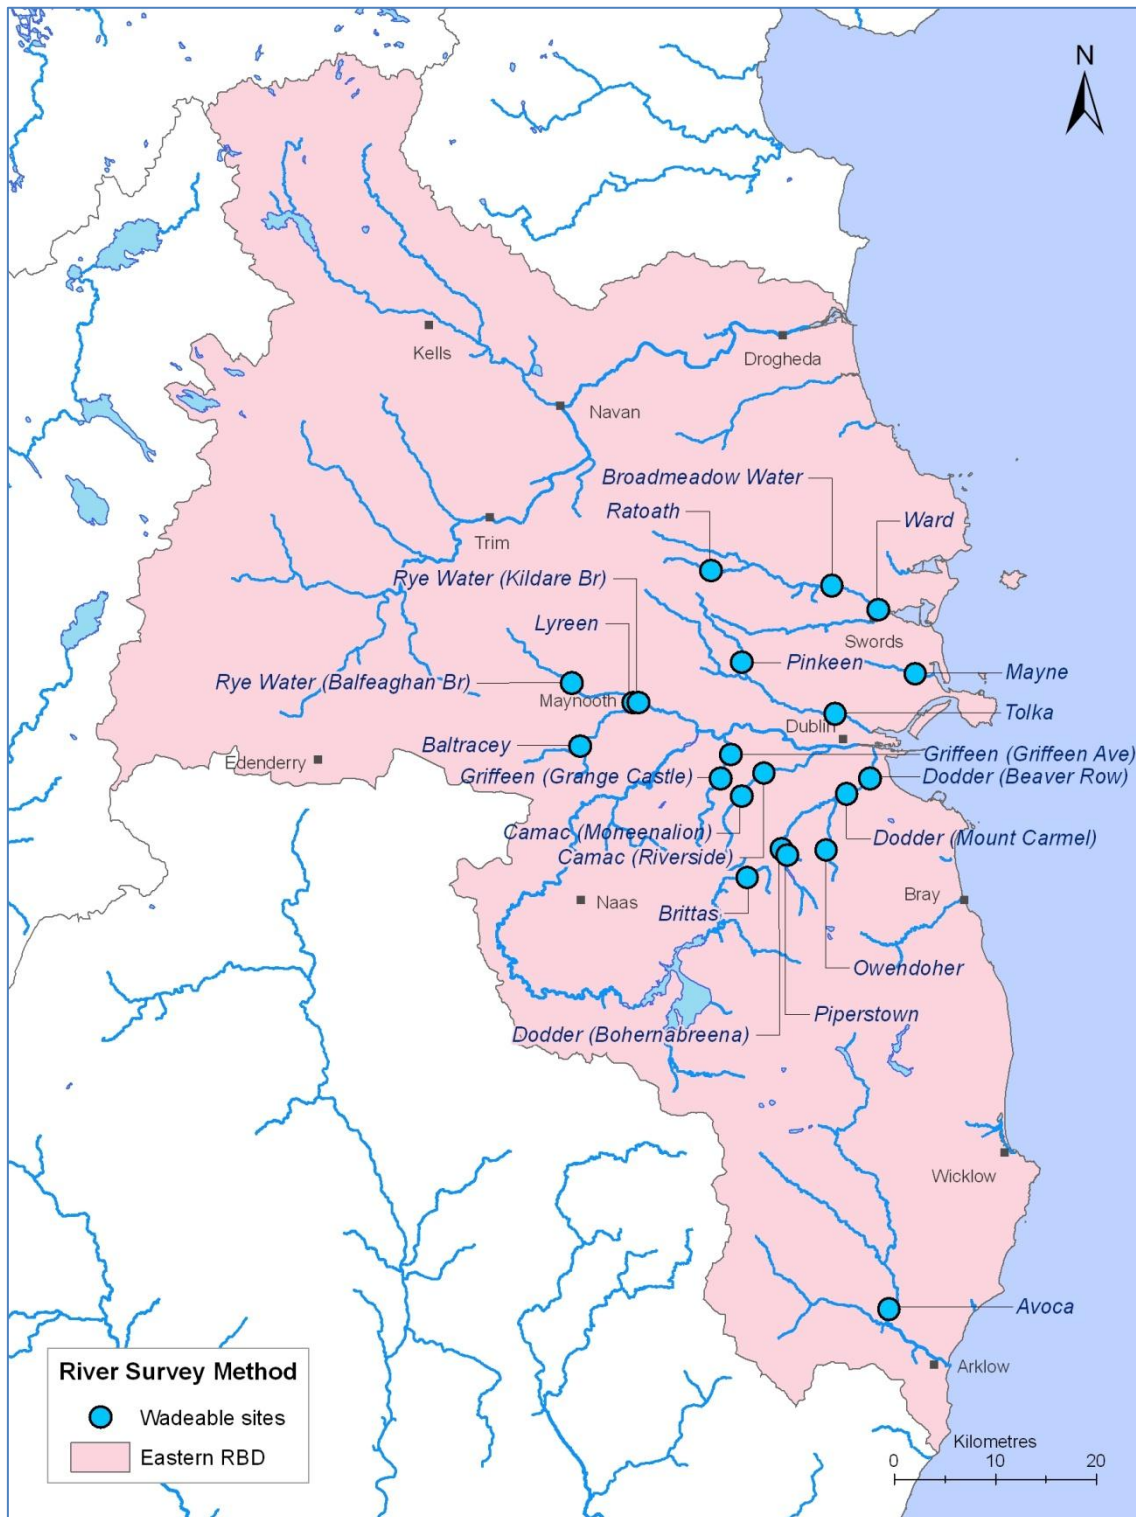 N
Kells
Drogheda
Navan
Broadmeadow Water
Ratoath
Ward
Trim
Rye Water (Kildare Br)
Lyreen
Swords
Pinkeen
Mayne
Rye Water (Balfeaghan Br)
Maynooth
Tolka
Dublin
Baltracey
Griffeen (Griffeen Ave)
Edenderry
Griffeen (Grange Castle)
Dodder (Beaver Row)
Camac (Moneenalion)
Dodder (Mount Carmel)
Camac (Riverside)
Bray
Naas
Brittas
Owendoher
Piperstown
Dodder (Bohernabreena)
Wicklow
Avoca
Arklow
River Survey Method
Wadeable sites
Eastern RBD
Kilometres
0 10 20